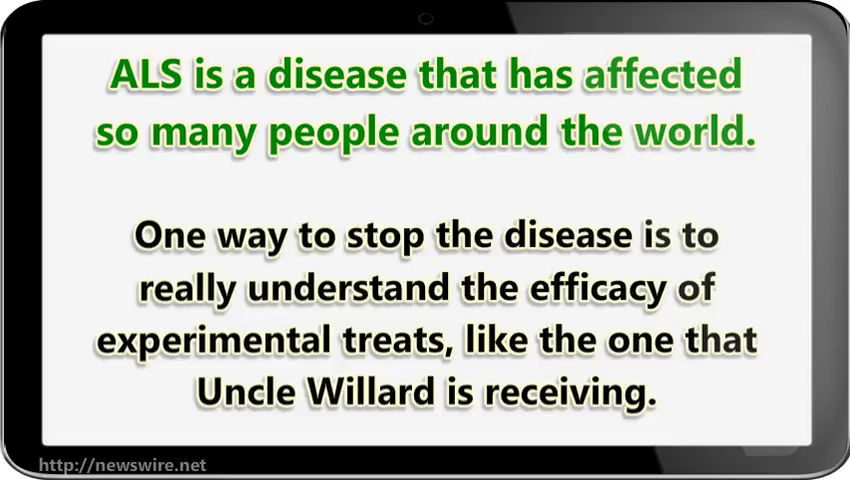 ALS is a disease that has affected
so many people around the world.
One way to stop the disease is to
really understand the efficacy of
experimental treats, like the one that
Uncle Willard is receiving.
http://newswire.net